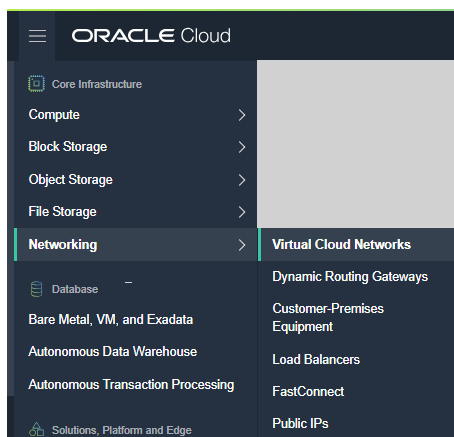 ORACLE Cloud
Core Infrastructure
Compute
Block Storage
Object Storage
File Storage
Networking
Database
Bare Metal, VM, and Exadata
Autonomous Data Warehouse
Autonomous Transaction Processing
Solutions, Platform and Edge
Virtual Cloud Networks
Dynamic Routing Gateways
Customer-Premises
Equipment
Load Balancers
FastConnect
Public IPs